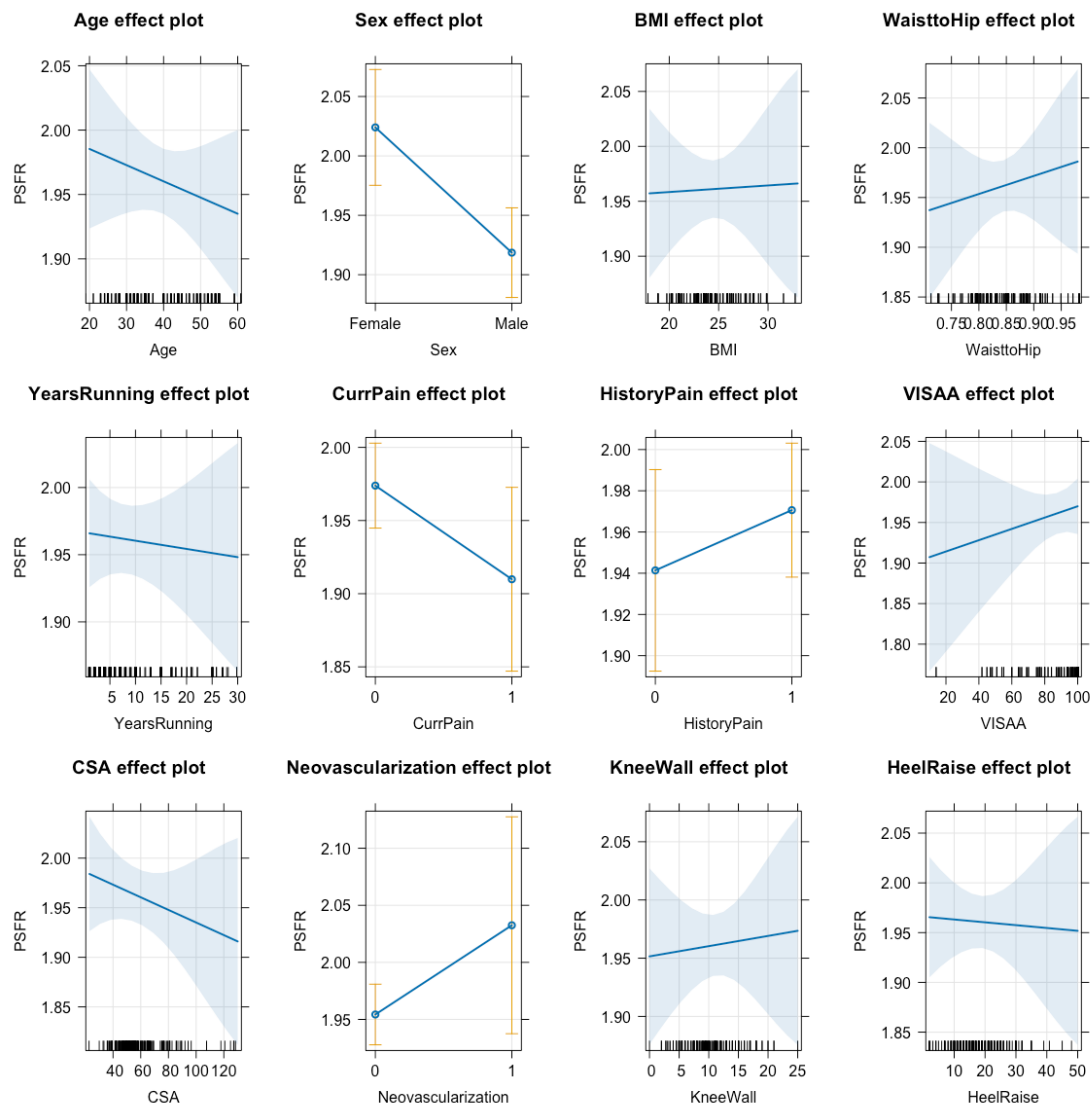 Age effect plot
2.05
2.00
1.95
1.90
PSFR
20 30 40 50 60
Age
Sex effect plot
2.05
2.00
1.95
1.90
PSFR
Female Male
Sex
BMI effect plot
2.05
2.00
1.95
1.90
PSFR
20 25 30
BMI
WaisttoHip effect plot
2.05
2.00
1.95
1.90
1.85
PSFR
0.75 0.80 0.85 0.90 0.95
WaisttoHip
YearsRunning effect plot
2.00
1.95
1.90
PSFR
5 10 15 20 25 30
YearsRunning
CurrPain effect plot
2.00
1.95
1.90
1.85
PSFR
0 1
CurrPain
HistoryPain effect plot
2.00
1.98
1.96
1.94
1.92
1.90
PSFR
0 1
HistoryPain
VISAA effect plot
2.05
2.00
1.95
1.90
1.85
1.80
PSFR
20 40 60 80 100
VISAA
CSA effect plot
2.00
1.95
1.90
1.85
PSFR
40 60 80 100 120
CSA
Neovascularization effect plot
2.10
2.05
2.00
1.95
PSFR
0 1
Neovascularization
KneeWall effect plot
2.05
2.00
1.95
1.90
PSFR
0 5 10 15 20 25
KneeWall
HeelRaise effect plot
2.05
2.00
1.95
1.90
1.85
PSFR
10 20 30 40 50
HeelRaise